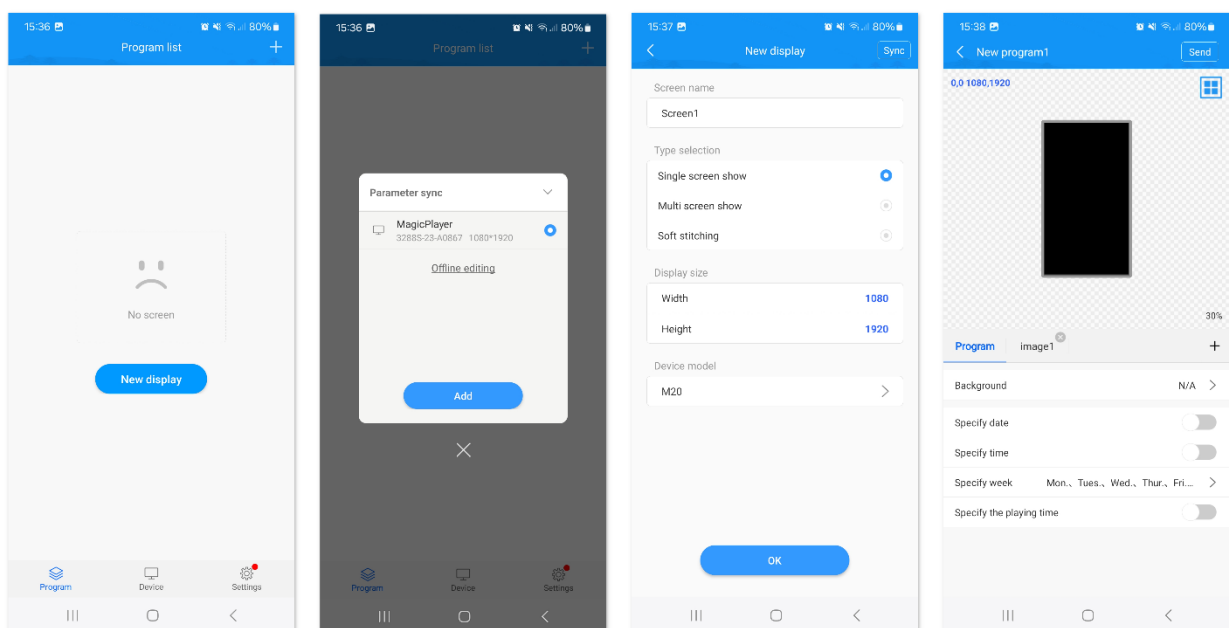 15:36
80%
Program list
No screen
New display
Program
Device
Settings
15:36
80%
Program list
Parameter sync
MagicPlayer
3288S-23-A0867 1080*1920
Offline editing
Add
Program
Device
Settings
15:37
80%
New display
Sync
Screen name
Screen1
Type selection
Single screen show
Multi screen show
Soft stitching
Display size
Width 1080
Height 1920
Device model
M20
OK
15:38
80%
New program1
Send
0,0 1080,1920
30%
Program image1 +
Background N/A
Specify date
Specify time
Specify week Mon.、Tues.、Wed.、Thur.、Fri....
Specify the playing time